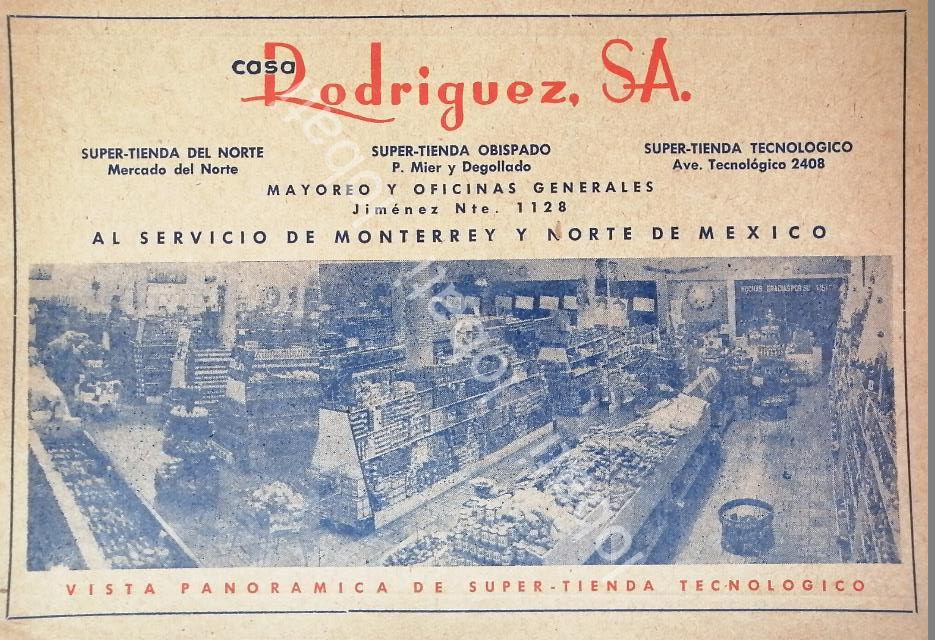 casa Rodriguez, SA.
SUPER-TIENDA DEL NORTE
Mercado del Norte
SUPER-TIENDA OBISPADO
P. Mier y Degollado
SUPER-TIENDA TECNOLOGICO
Ave. Tecnológico 2408
MAYOREO Y OFICINAS GENERALES
Jiménez Nte. 1128
AL SERVICIO DE MONTERREY Y NORTE DE MEXICO
VISTA PANORAMICA DE SUPER-TIENDA TECNOLOGICO